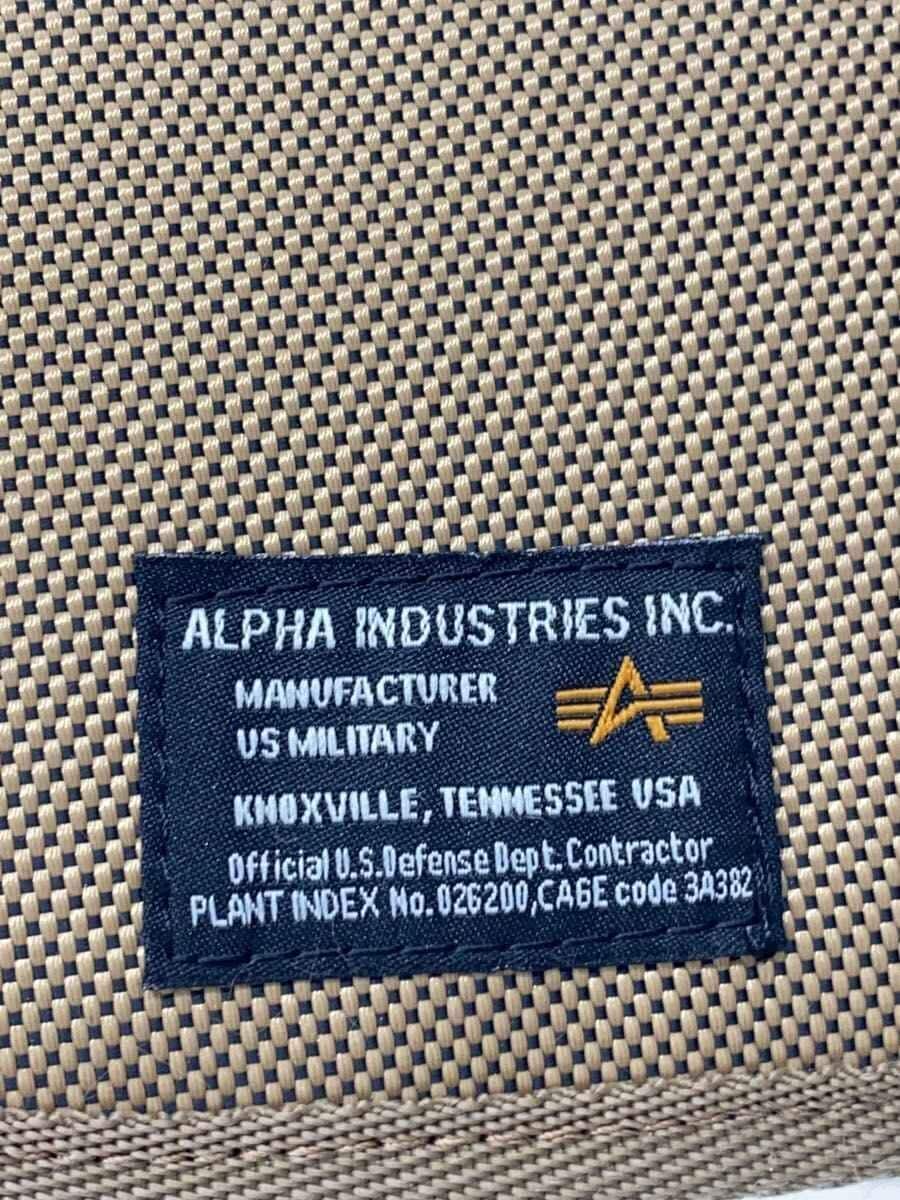 ALPHA INDUSTRIES INC.
MANUFACTURER
US MILITARY
KNOXVILLE, TENNESSEE USA
Official U.S. Defense Dept. Contractor
PLANT INDEX No. 026200, CAGE code 3A382